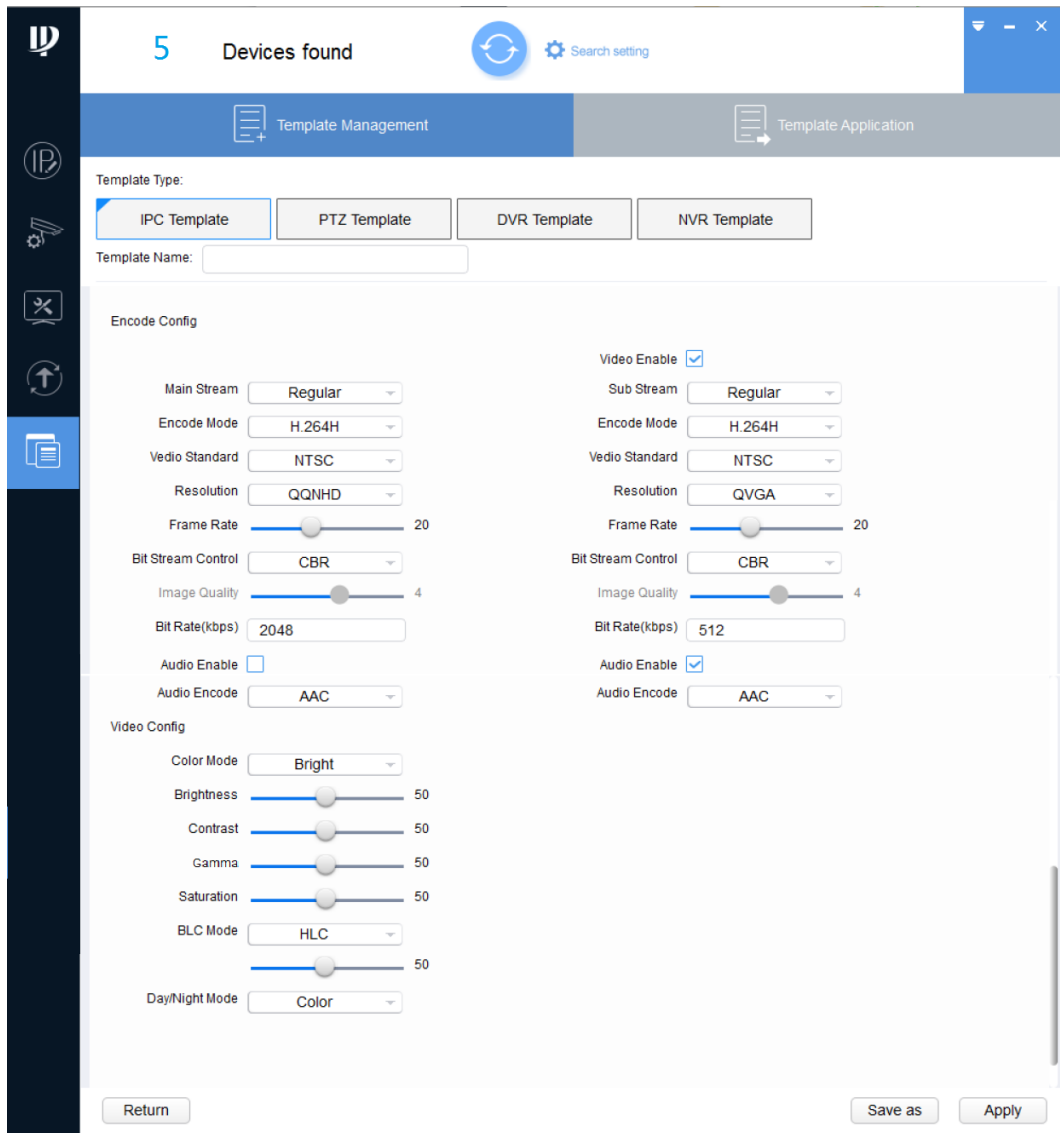 5 Devices found Search setting
Template Management Template Application
Template Type:
IPC Template PTZ Template DVR Template NVR Template
Template Name:
Encode Config
Video Enable
Main Stream Regular Sub Stream Regular
Encode Mode H.264H Encode Mode H.264H
Vedio Standard NTSC Vedio Standard NTSC
Resolution QQNHD Resolution QVGA
Frame Rate 20 Frame Rate 20
Bit Stream Control CBR Bit Stream Control CBR
Image Quality 4 Image Quality 4
Bit Rate(kbps) 2048 Bit Rate(kbps) 512
Audio Enable Audio Enable
Audio Encode AAC Audio Encode AAC
Video Config
Color Mode Bright
Brightness 50
Contrast 50
Gamma 50
Saturation 50
BLC Mode HLC
50
Day/Night Mode Color
Return Save as Apply